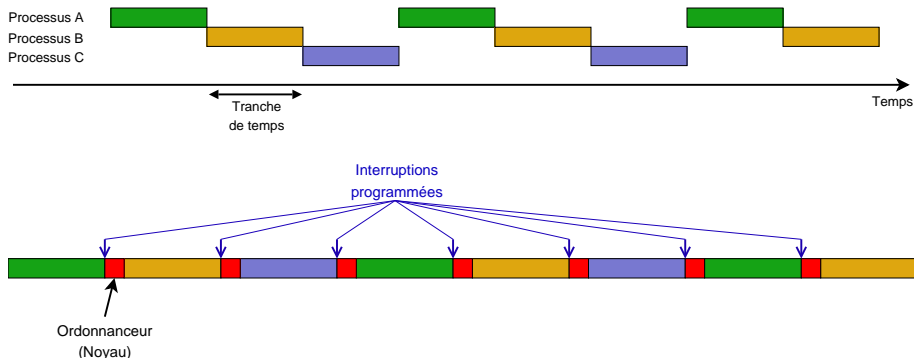 Processus A
Processus B
Processus C
Temps
Tranche
de temps
Interruptions
programmées
Ordonnanceur
(Noyau)